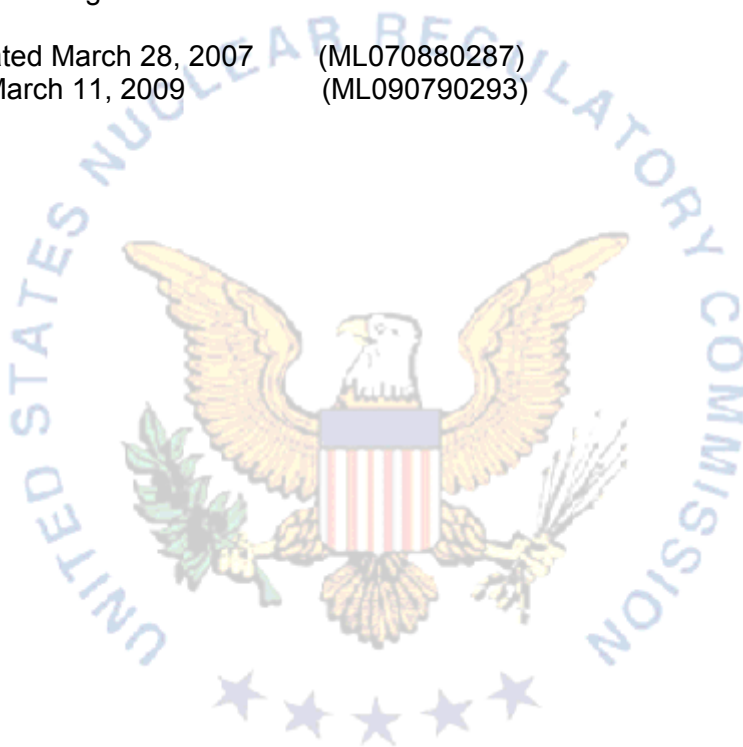 ated March 28, 2007 (ML070880287)
March 11, 2009 (ML090790293)
UNITED STATES NUCLEAR REGULATORY COMMISSION